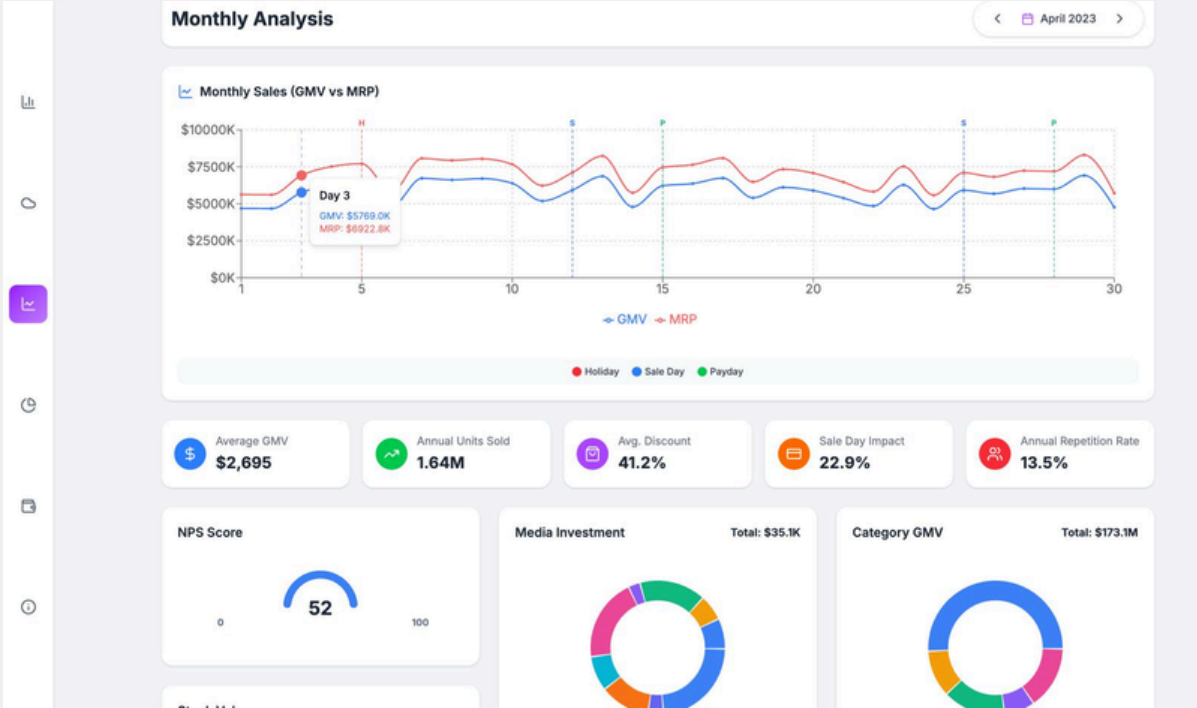 Monthly Analysis
April 2023
Monthly Sales (GMV vs MRP)
H S P S P
$10000K
$7500K
$5000K
$2500K
$0K
Day 3
GMV: $5769.0K
MRP: $6922.8K
1 5 10 15 20 25 30
GMV MRP
Holiday Sale Day Payday
Average GMV
$2,695
Annual Units Sold
1.64M
Avg. Discount
41.2%
Sale Day Impact
22.9%
Annual Repetition Rate
13.5%
NPS Score
52
0 100
Media Investment Total: $35.1K
Category GMV Total: $173.1M